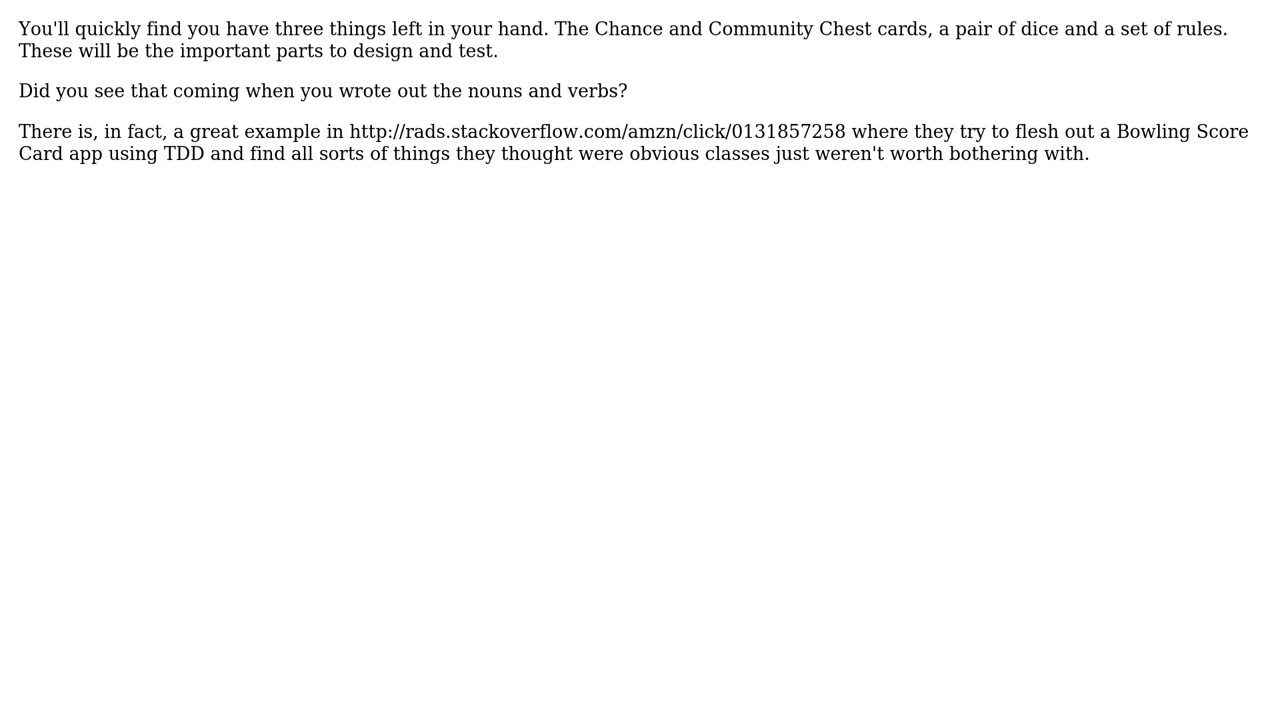 You'll quickly find you have three things left in your hand. The Chance and Community Chest cards, a pair of dice and a set of rules.
These will be the important parts to design and test.
Did you see that coming when you wrote out the nouns and verbs?
There is, in fact, a great example in http://rads.stackoverflow.com/amzn/click/0131857258 where they try to flesh out a Bowling Score
Card app using TDD and find all sorts of things they thought were obvious classes just weren't worth bothering with.